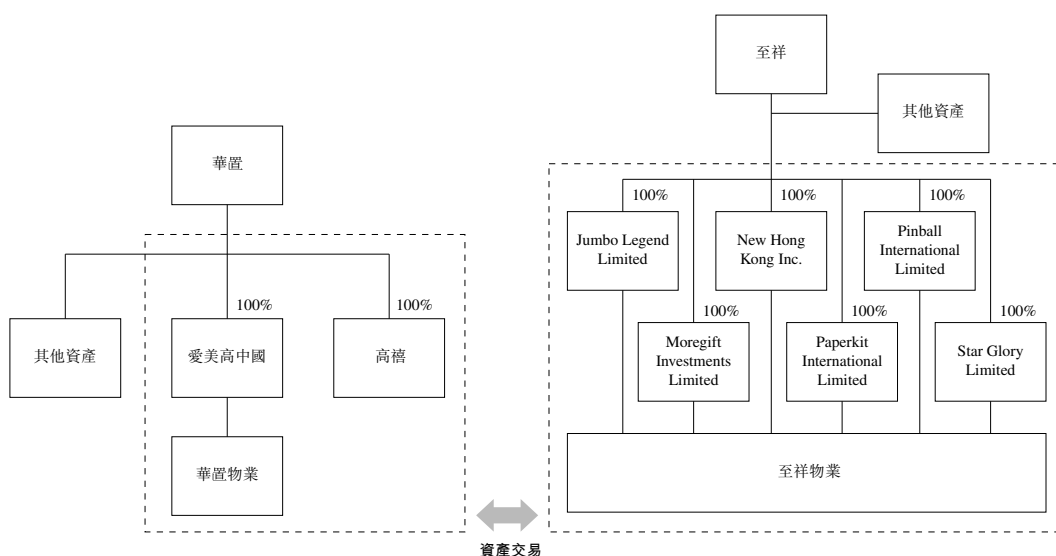 至祥
其他資產
華置
100%
100%
100%
Jumbo Legend
Limited
New Hong
Kong Inc.
Pinball
International
Limited
100%
100%
100%
100%
100%
其他資產
愛美高中國
高禧
Moregift
Investments
Limited
Paperkit
International
Limited
Star Glory
Limited
華置物業
至祥物業
資產交易